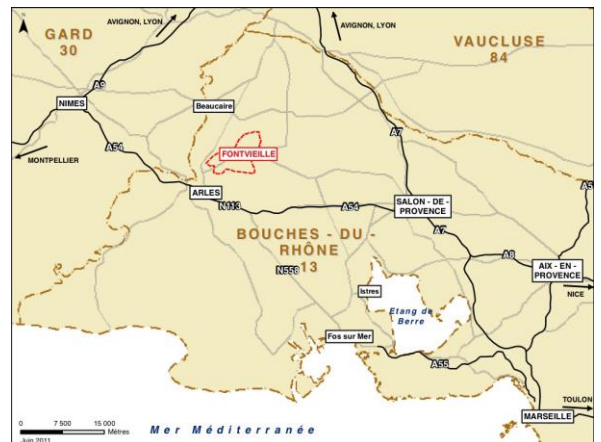 N
AVIGNON, LYON
AVIGNON, LYON
GARD
30
VAUCLUSE
84
A9
NIMES
Beaucaire
A7
A54
FONTVIEILLE
MONTPELLIER
ARLES
A5
N113
A54
SALON - DE -
PROVENCE
A7
BOUCHES - DU -
RHÔNE
13
A8
AIX - EN -
PROVENCE
N558
Istres
NICE
Etang de
Berre
Fos sur Mer
A55
TOULON
MARSEILLE
0 7 500 15 000
Mètres
Juin 2011
Mer Méditerranée